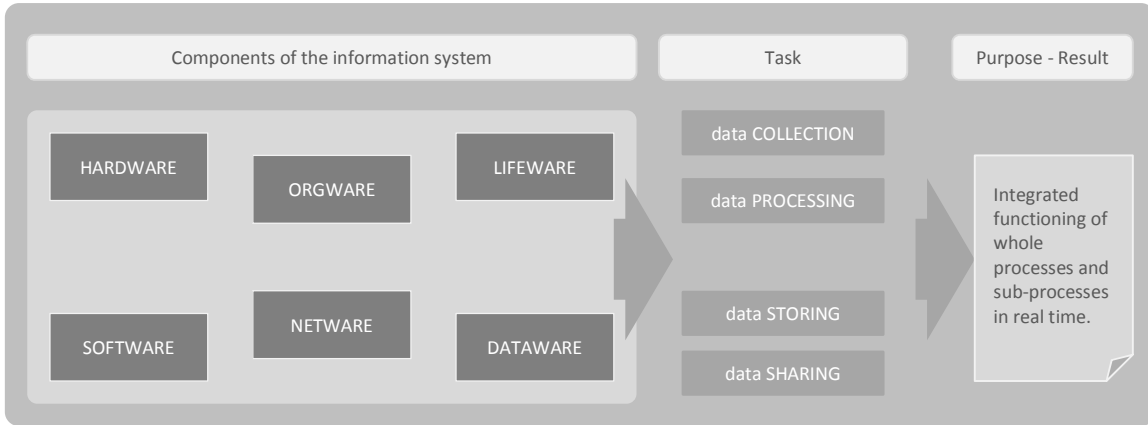 Components of the information system
Task
Purpose - Result
HARDWARE
ORGWARE
LIFEWARE
SOFTWARE
NETWARE
DATAWARE
data COLLECTION
data PROCESSING
data STORING
data SHARING
Integrated
functioning of
whole
processes and
sub-processes
in real time.